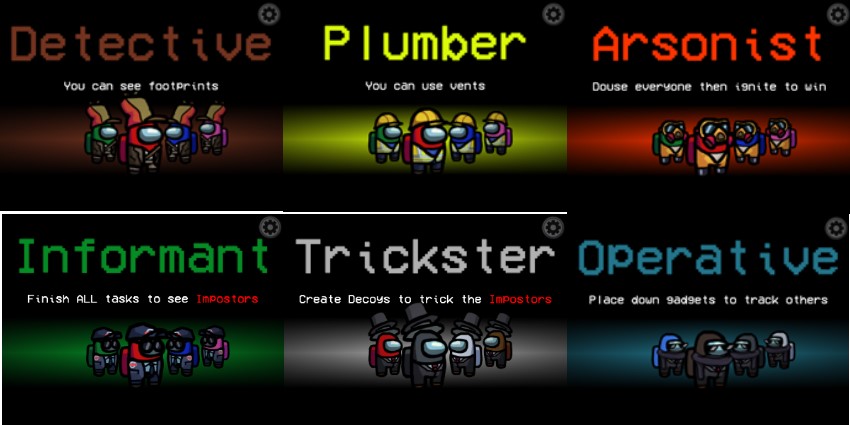 Detective
You can see footprints
Plumber
You can use vents
Arsonist
Douse everyone then ignite to win
Informant
Finish ALL tasks to see Impostors
Trickster
Create Decoys to trick the Impostors
Operative
Place down gadgets to track others